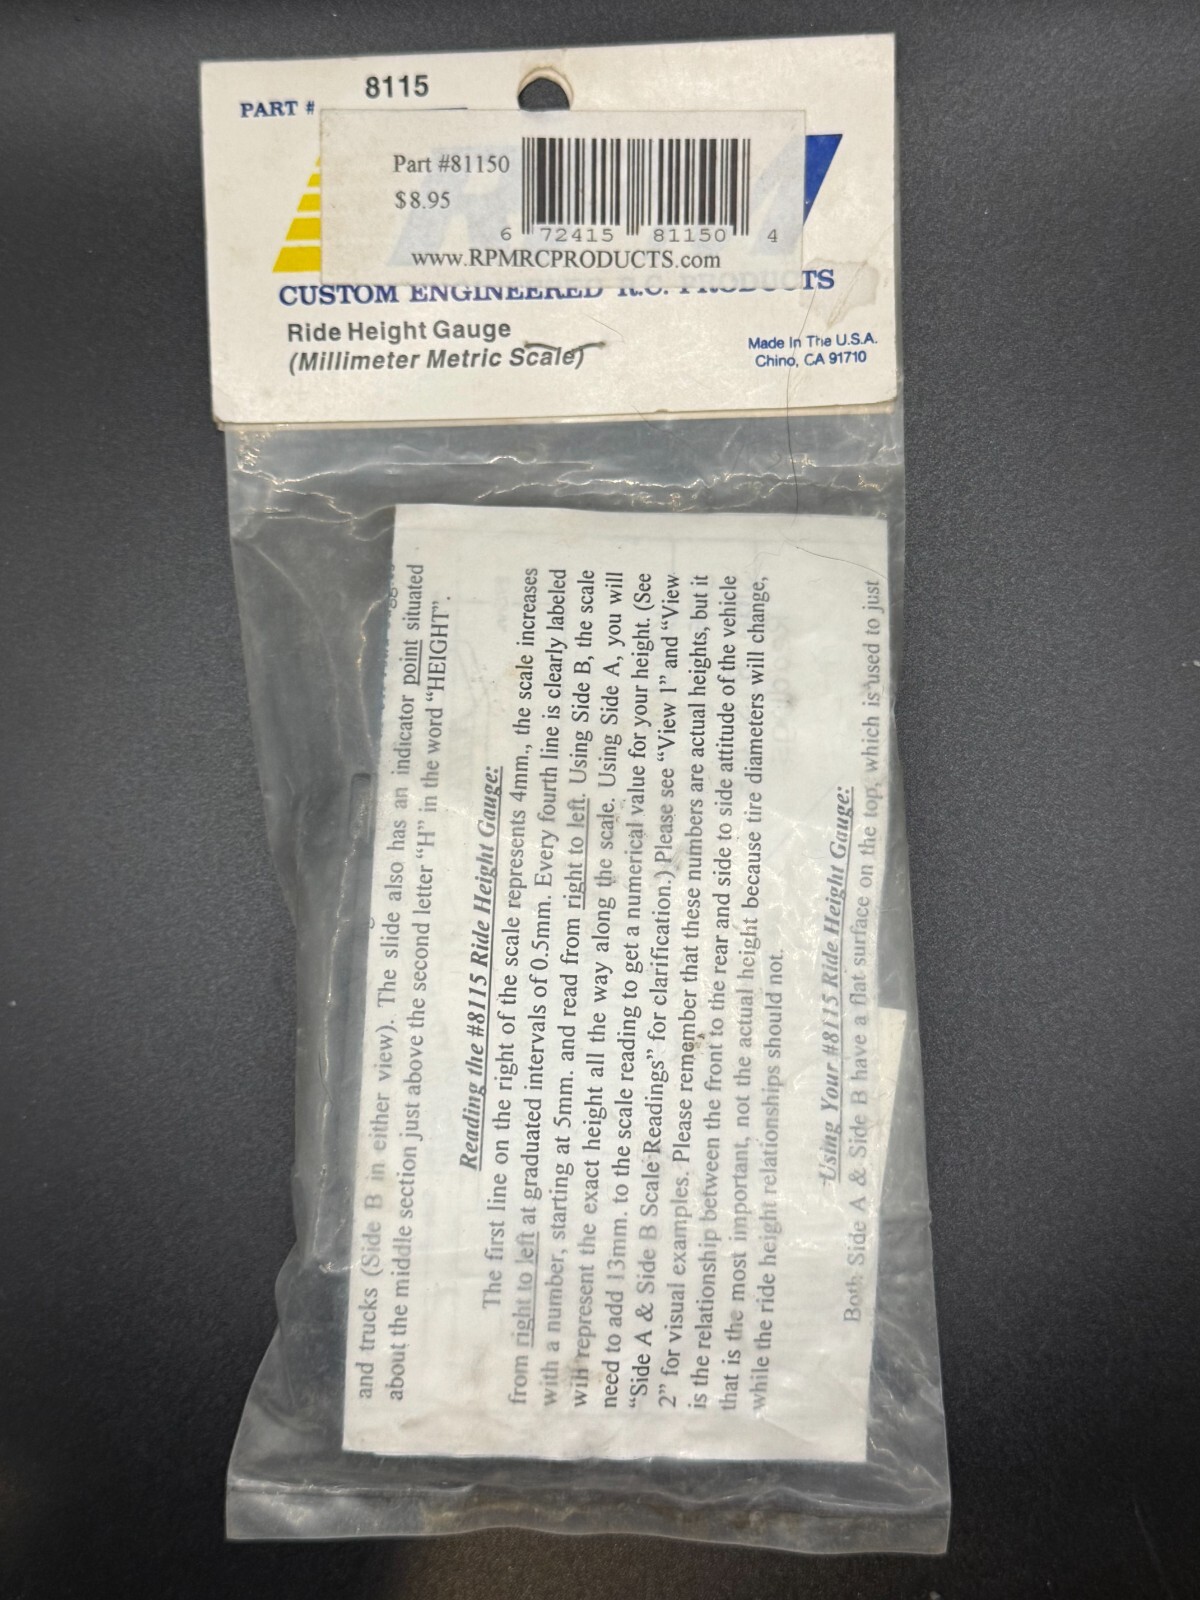 PART # 8115
Part #81150
$8.95
6 72415 81150 4
www.RPMRCPRODUCTS.com
CUSTOM ENGINEERED R.C. PRODUCTS
Ride Height Gauge
(Millimeter Metric Scale)
Made In The U.S.A.
Chino, CA 91710
and trucks (Side B in either view). The slide also has an indicator point situated
about the middle section just above the second letter “H” in the word “HEIGHT”.
Reading the #8115 Ride Height Gauge:
The first line on the right of the scale represents 4mm., the scale increases
from right to left at graduated intervals of 0.5mm. Every fourth line is clearly labeled
with a number, starting at 5mm. and read from right to left. Using Side B, the scale
will represent the exact height all the way along the scale. Using Side A, you will
need to add 13mm. to the scale reading to get a numerical value for your height. (See
“Side A & Side B Scale Readings” for clarification.) Please see “View 1” and “View
2” for visual examples. Please remember that these numbers are actual heights, but it
is the relationship between the front to the rear and side to side attitude of the vehicle
that is the most important, not the actual height because tire diameters will change,
while the ride height relationships should not.
Using Your #8115 Ride Height Gauge:
Both Side A & Side B have a flat surface on the top, which is used to just